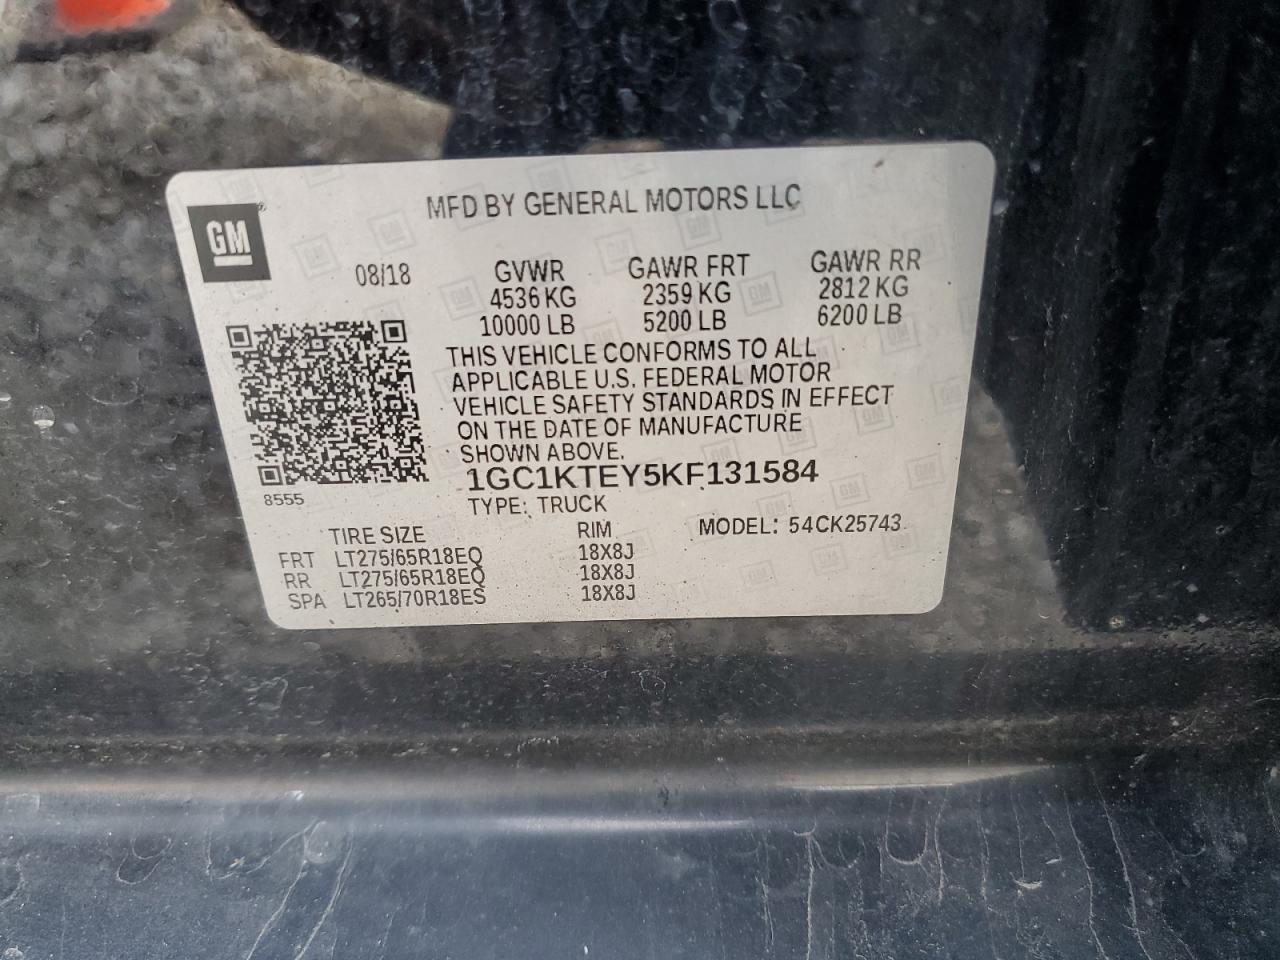 MFD BY GENERAL MOTORS LLC
GM
08/18 GVWR GAWR FRT GAWR RR
4536 KG 2359 KG 2812 KG
10000 LB 5200 LB 6200 LB
THIS VEHICLE CONFORMS TO ALL
APPLICABLE U.S. FEDERAL MOTOR
VEHICLE SAFETY STANDARDS IN EFFECT
ON THE DATE OF MANUFACTURE
SHOWN ABOVE.
1GC1KTEY5KF131584
8555
TYPE: TRUCK
TIRE SIZE RIM MODEL: 54CK25743
FRT LT275/65R18EQ 18X8J
RR LT275/65R18EQ 18X8J
SPA LT265/70R18ES 18X8J